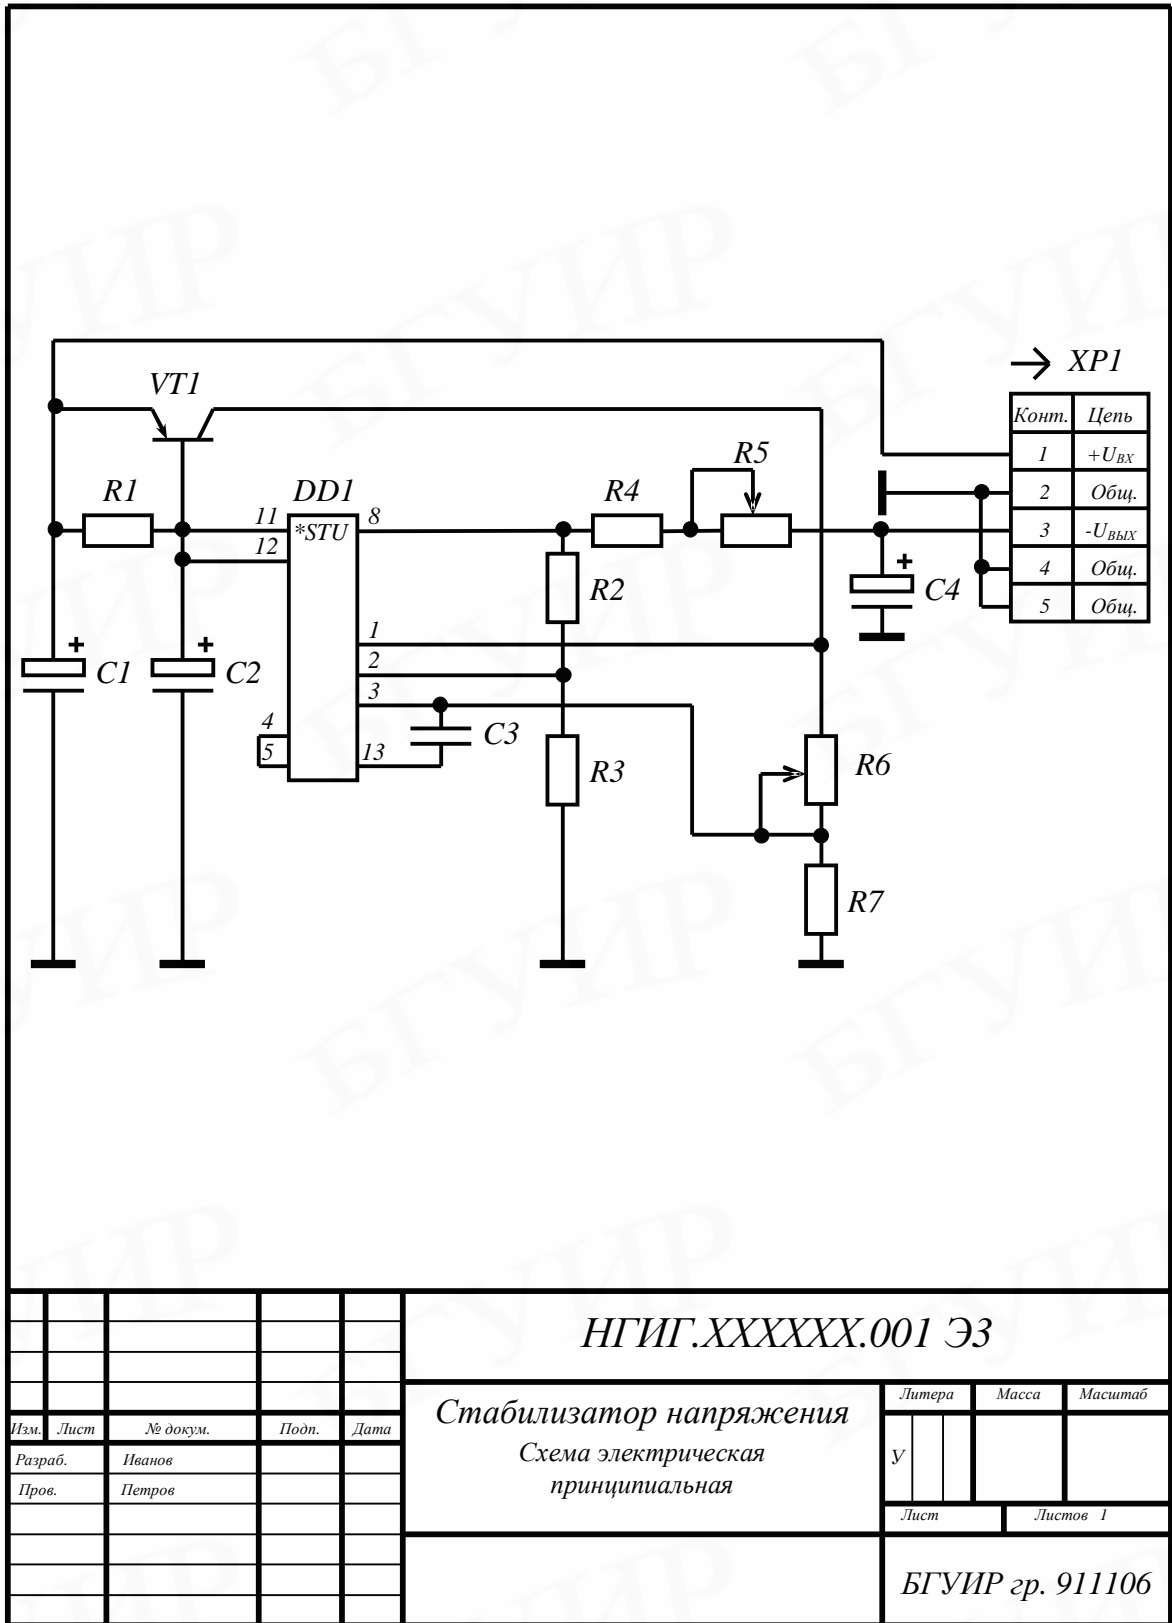 XP1
VT1
Конт. Цепь
1 +UВХ
2 Общ.
3 -UВЫХ
4 Общ.
5 Общ.
R1
DD1
R4
R5
11
*STU
8
12
R2
C4
1
C1
C2
2
3
4
C3
5
13
R3
R6
R7
НГИГ.XXXXXX.001 Э3
Стабилизатор напряжения
Схема электрическая
принципиальная
Литера Масса Масштаб
У
Изм. Лист № докум. Подп. Дата
Разраб. Иванов
Пров. Петров
Лист Листов 1
БГУИР гр. 911106
БГУИР